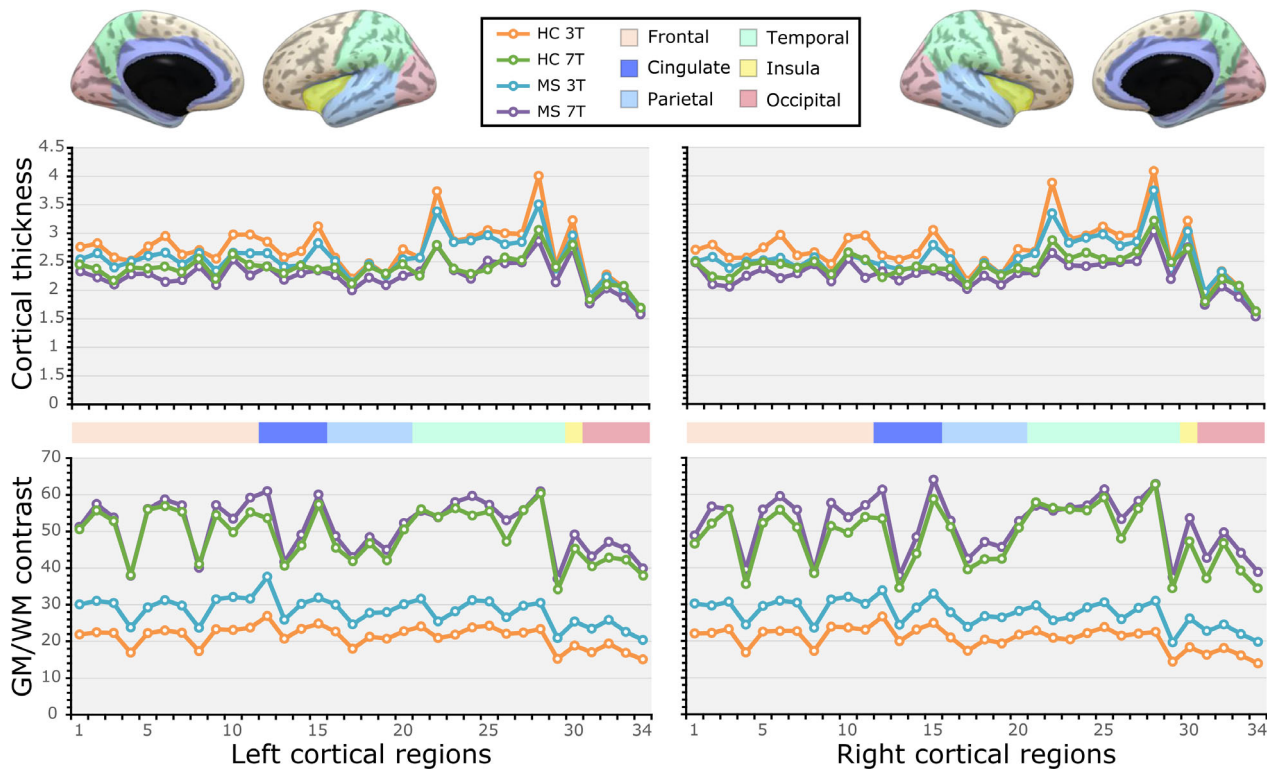 HC 3T
HC 7T
MS 3T
MS 7T
Frontal
Cingulate
Parietal
Temporal
Insula
Occipital
Cortical thickness
4.5
4
3.5
3
2.5
2
1.5
1
1.5
0
GM/WM contrast
70
60
50
40
30
20
10
0
1 5 10 15 20 25 30 34
Left cortical regions
1 5 10 15 20 25 30 34
Right cortical regions